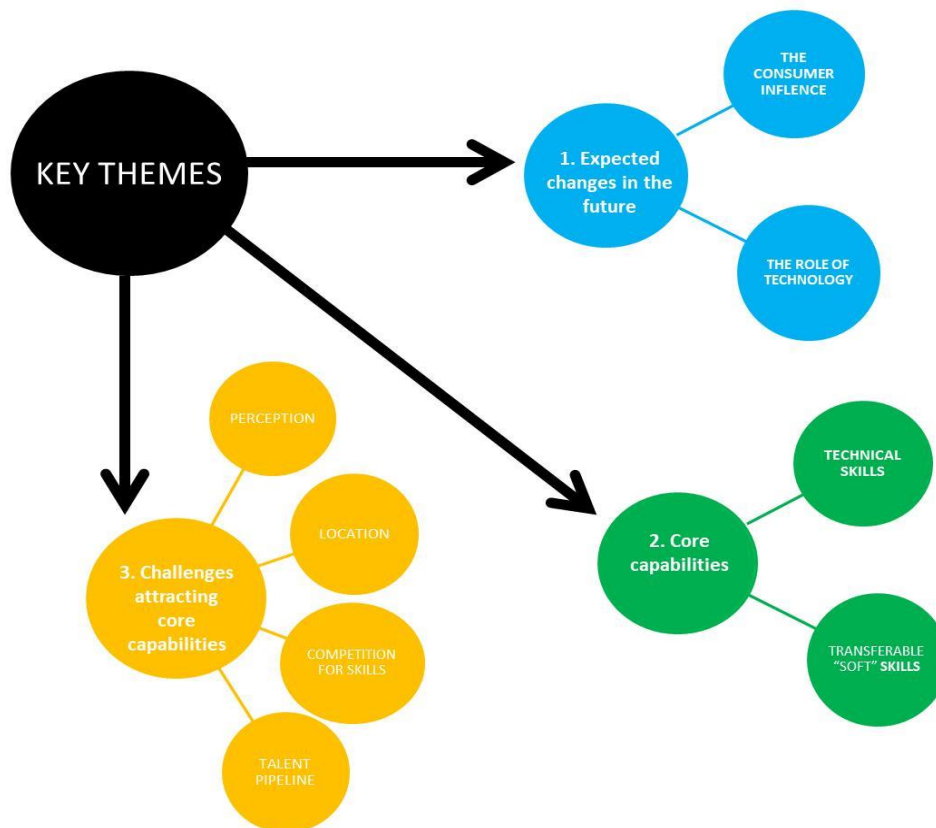 KEY THEMES
1. Expected
changes in the
future
THE
CONSUMER
INFLENCE
THE ROLE OF
TECHNOLOGY
2. Core
capabilities
TECHNICAL
SKILLS
TRANSFERABLE
“SOFT” SKILLS
3. Challenges
attracting
core
capabilities
PERCEPTION
LOCATION
COMPETITION
FOR SKILLS
TALENT
PIPELINE